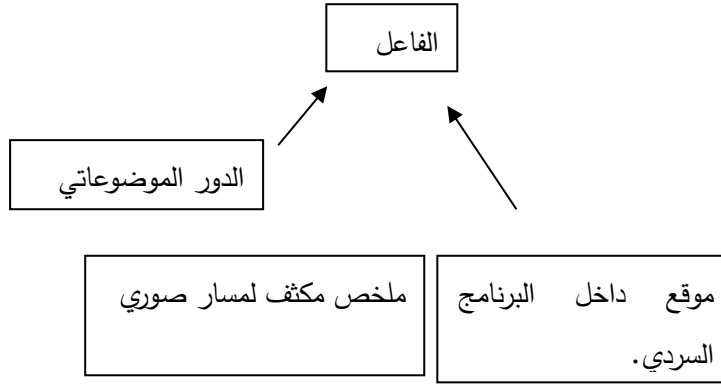 الفاعل
الدور الموضوعاتي
موقع داخل البرنامج
السردي.
ملخص مكثف لمسار صوري